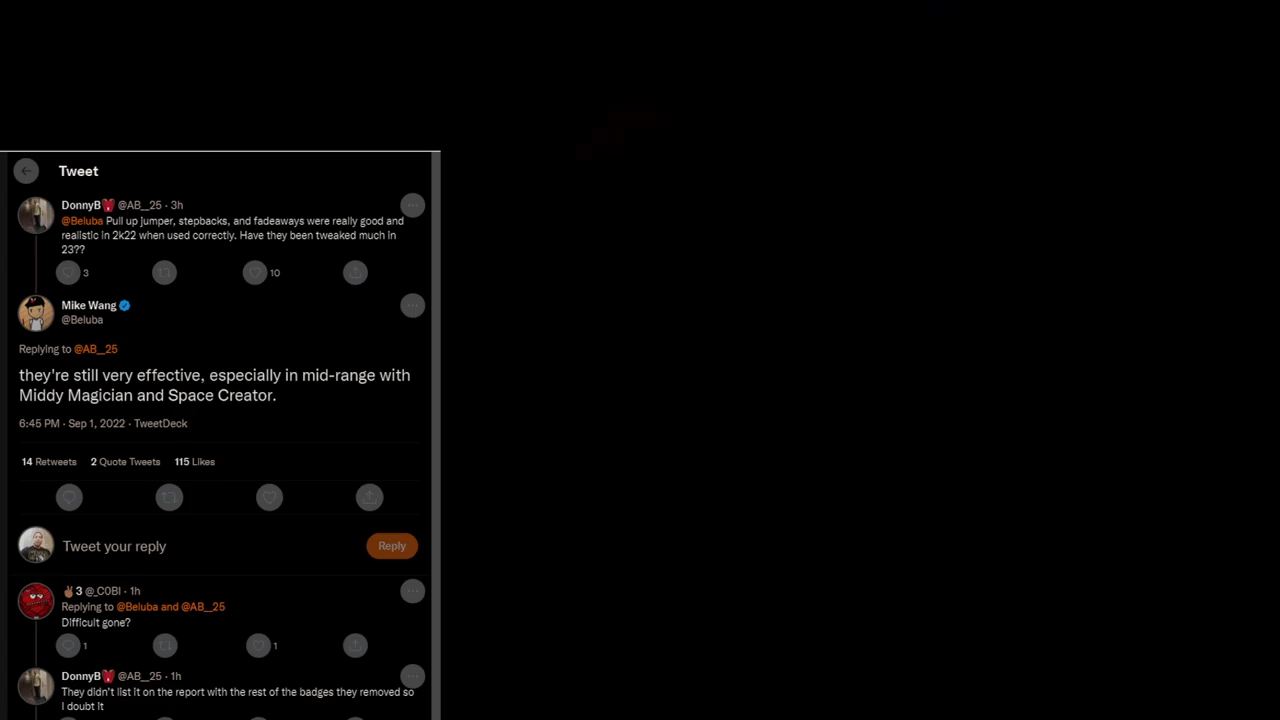 Tweet
DonnyB @AB__25 · 3h
@Beluba Pull up jumper, stepbacks, and fadeaways were really good and
realistic in 2k22 when used correctly. Have they been tweaked much in
23??
3 10
Mike Wang
@Beluba
Replying to @AB__25
they're still very effective, especially in mid-range with
Middy Magician and Space Creator.
6:45 PM · Sep 1, 2022 · TweetDeck
14 Retweets 2 Quote Tweets 115 Likes
Tweet your reply Reply
✌🏽3 @_C0BI · 1h
Replying to @Beluba and @AB__25
Difficult gone?
1 1
DonnyB @AB__25 · 1h
They didn't list it on the report with the rest of the badges they removed so
I doubt it